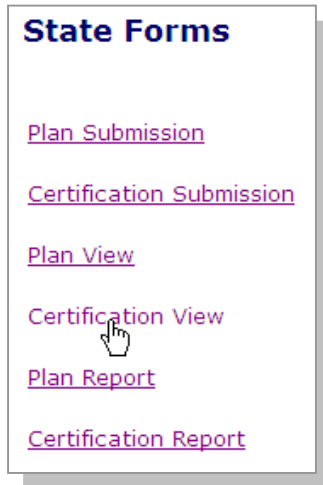 State Forms
Plan Submission
Certification Submission
Plan View
Certification View
Plan Report
Certification Report